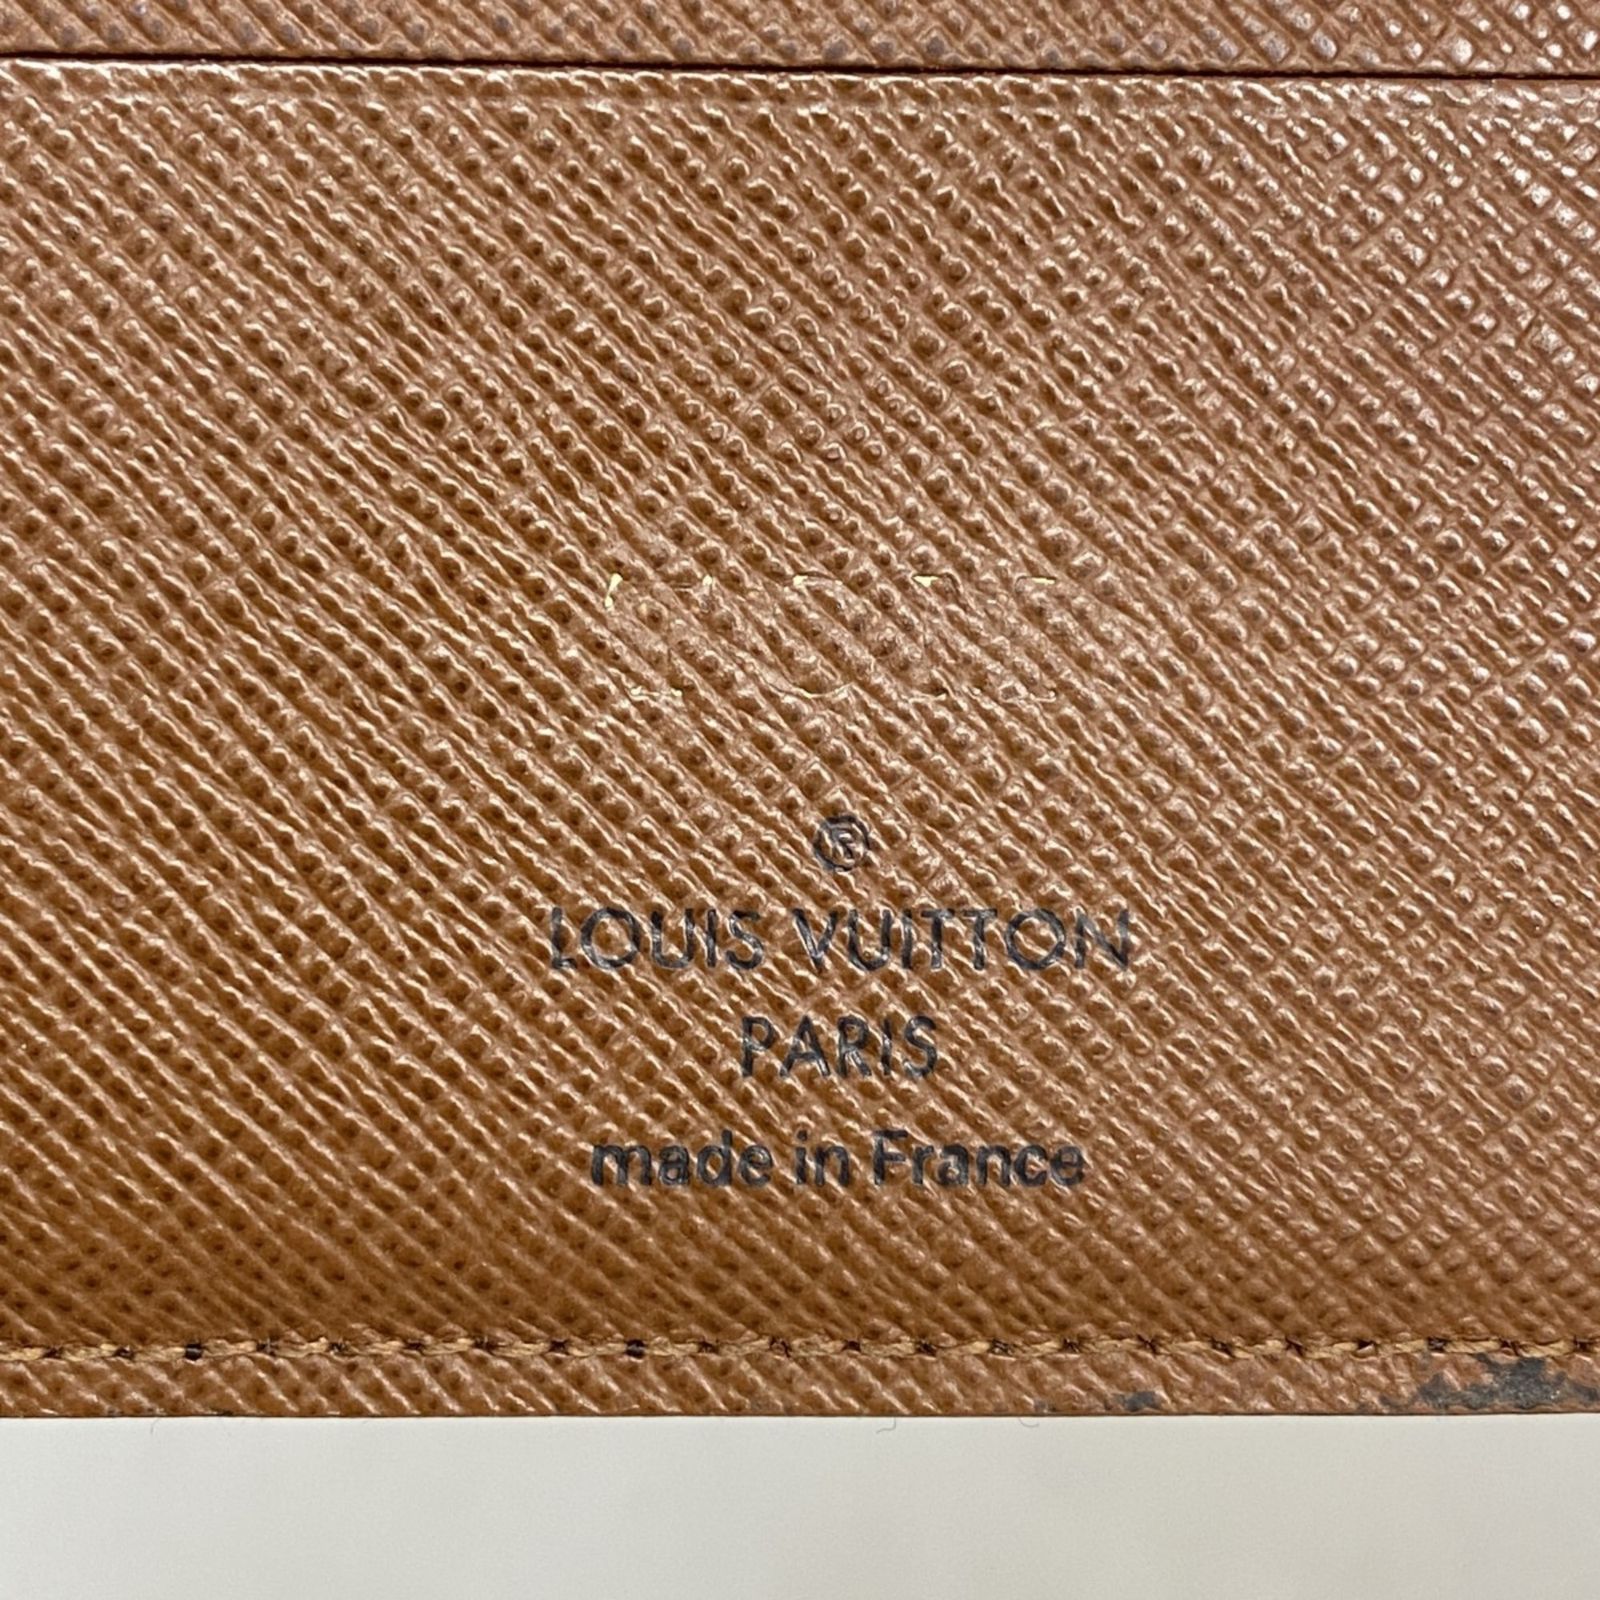 ®
LOUIS VUITTON
PARIS
made in France